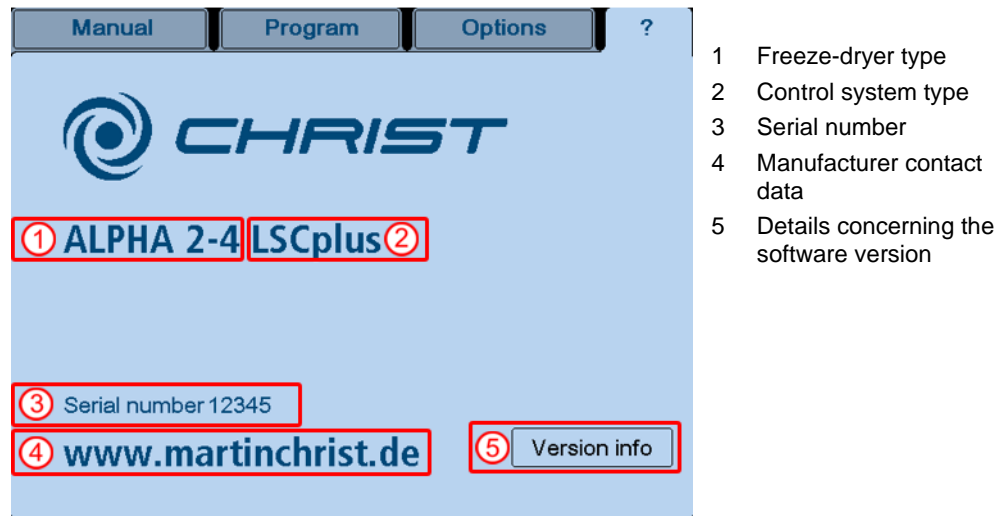 Manual Program Options ?
CHRIST
1 ALPHA 2-4 LSCplus 2
3 Serial number 12345
4 www.martinchrist.de
5 Version info
1 Freeze-dryer type
2 Control system type
3 Serial number
4 Manufacturer contact
data
5 Details concerning the
software version